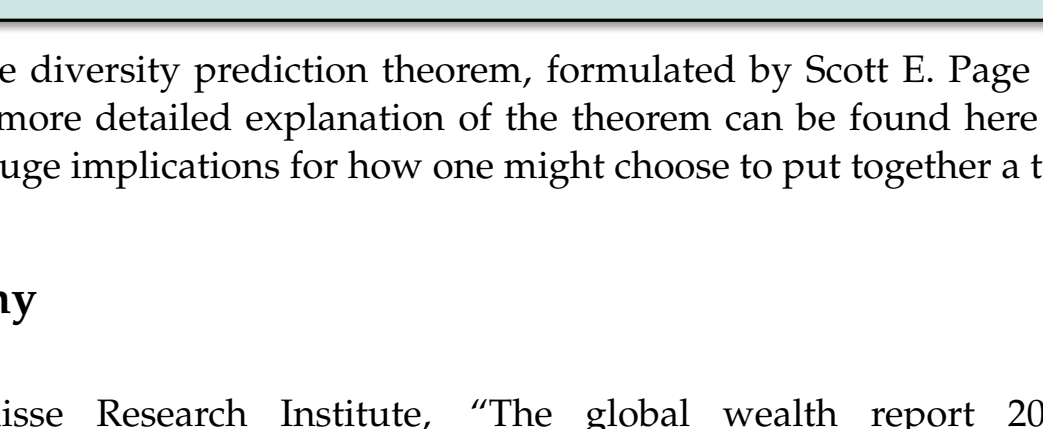 e diversity prediction theorem, formulated by Scott E. Page
more detailed explanation of the theorem can be found here
uge implications for how one might choose to put together a t
ny
isse Research Institute, “The global wealth report 20